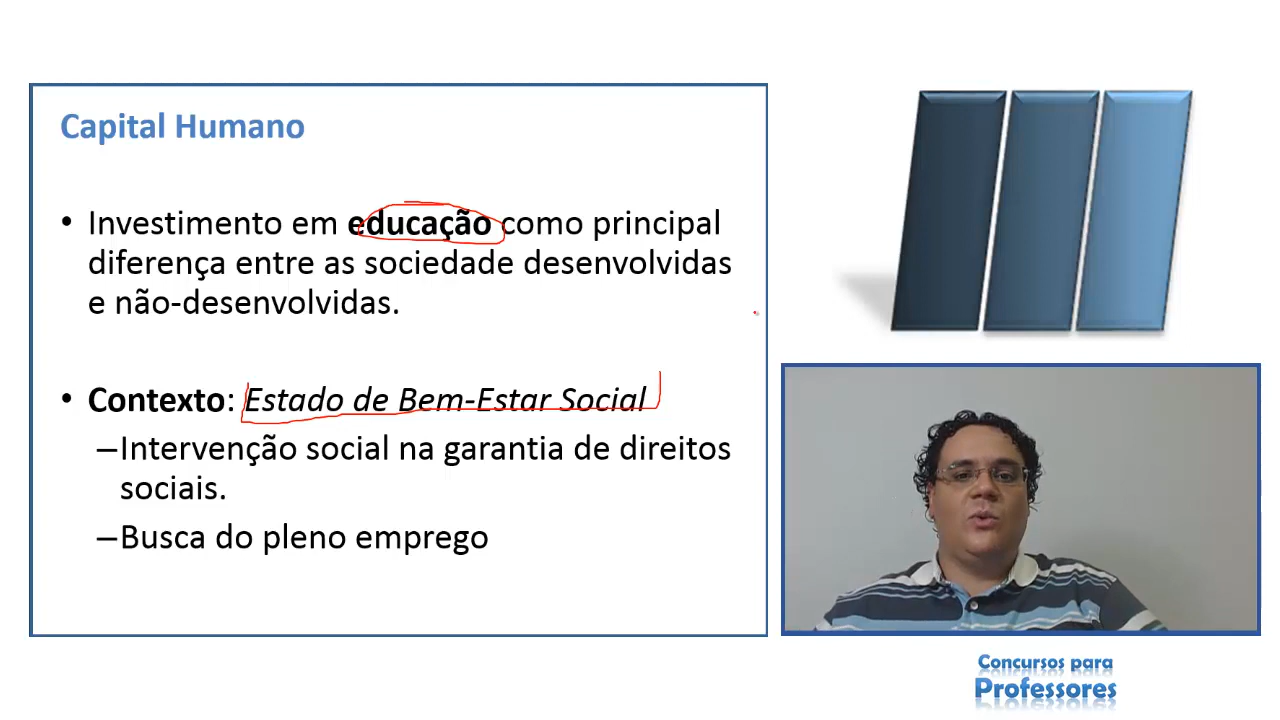 Capital Humano
• Investimento em educação como principal
diferença entre as sociedade desenvolvidas
e não-desenvolvidas.
• Contexto: Estado de Bem-Estar Social
–Intervenção social na garantia de direitos
sociais.
–Busca do pleno emprego
Concursos para
Professores